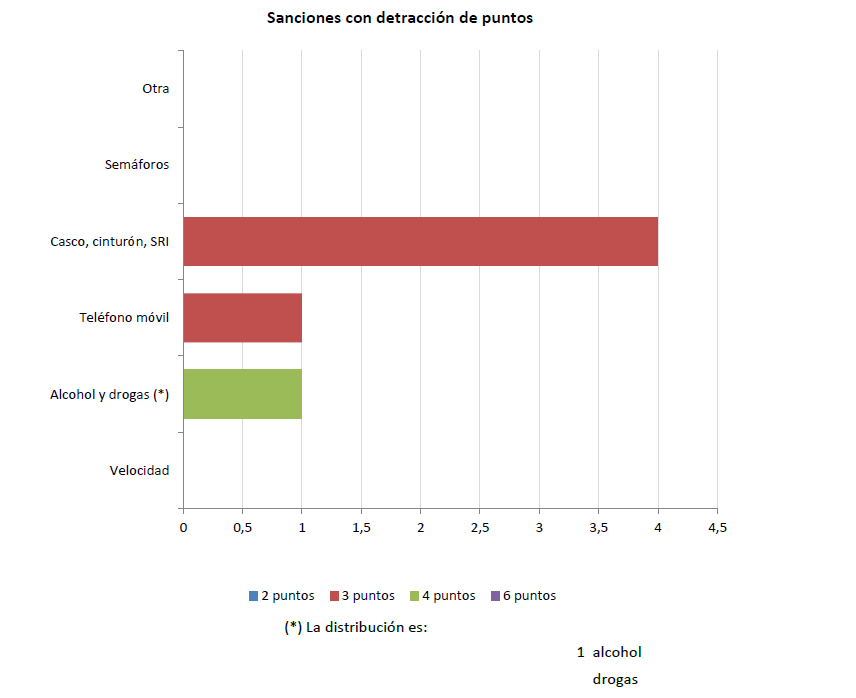 Sanciones con detracción de puntos
Otra
Semáforos
Casco, cinturón, SRI
Teléfono móvil
Alcohol y drogas (*)
Velocidad
0 0,5 1 1,5 2 2,5 3 3,5 4 4,5
2 puntos 3 puntos 4 puntos 6 puntos
(*) La distribución es:
1 alcohol
drogas